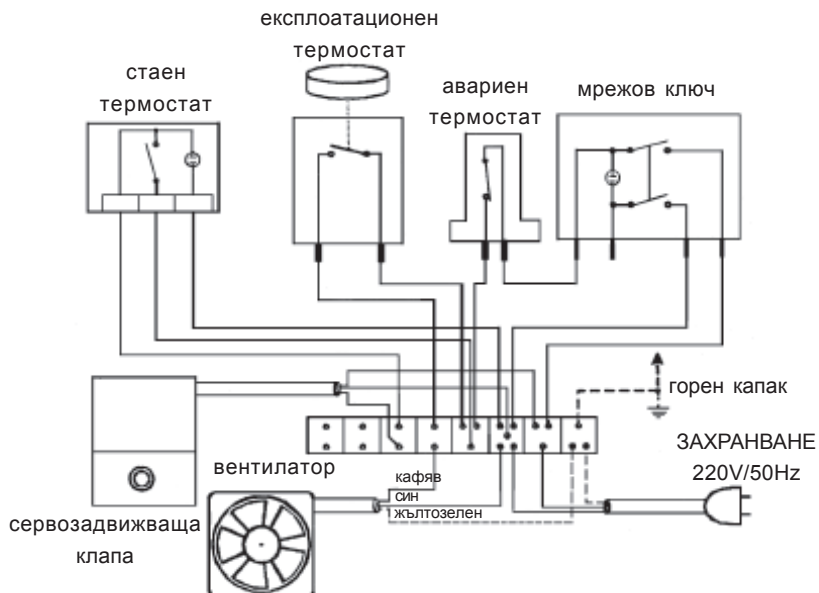 експлоатационен
термостат
стаен
термостат
авариен
термостат
мрежов ключ
горен капак
ЗАХРАНВАНЕ
220V/50Hz
вентилатор
кафяв
син
жълтозелен
сервозадвижваща
клапа